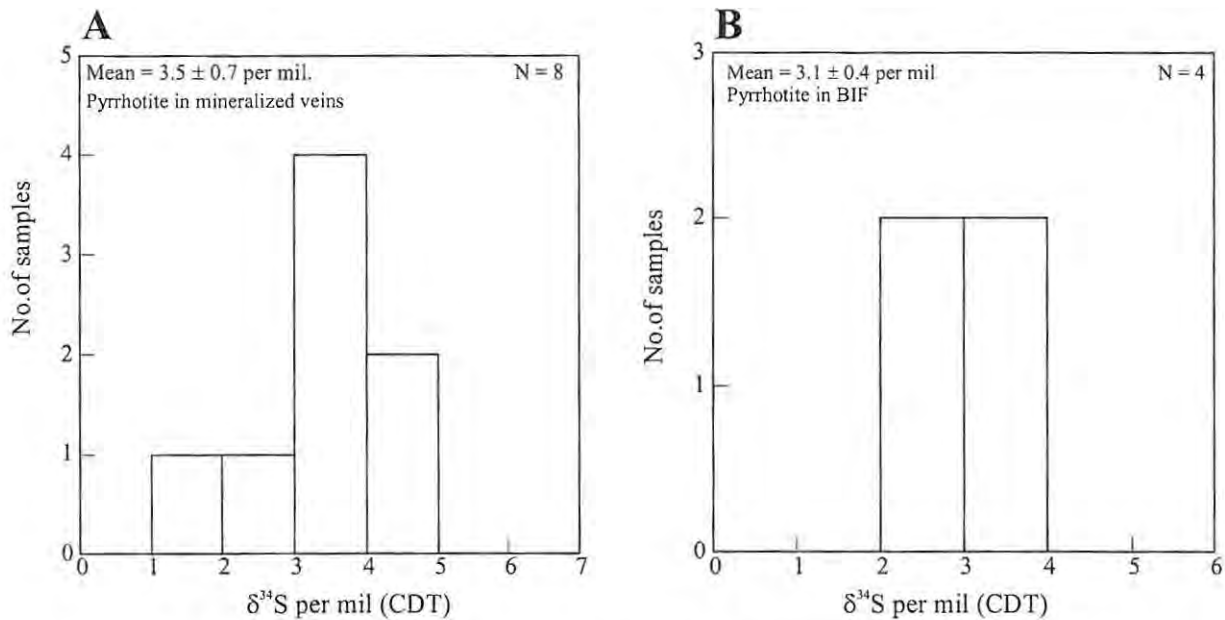 A
Mean = 3.5 ± 0.7 per mil.
N = 8
Pyrrhotite in mineralized veins
5
4
3
2
1
0
0 1 2 3 4 5 6 7
No.of samples
δ³⁴S per mil (CDT)
B
Mean = 3.1 ± 0.4 per mil
N = 4
Pyrrhotite in BIF
3
2
1
0
0 1 2 3 4 5 6
No.of samples
δ³⁴S per mil (CDT)